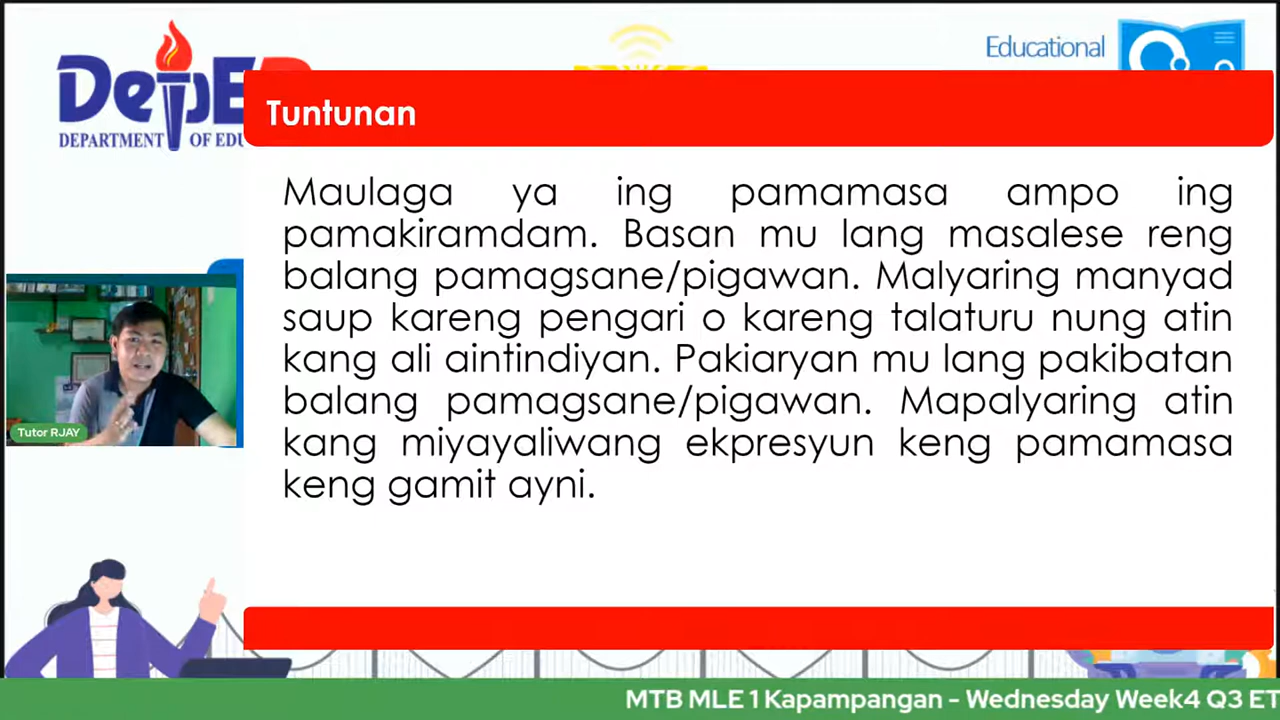 DepE
DEPARTMENT OF EDU
Educational
Tuntunan
Maulaga ya ing pamamasa ampo ing
pamakiramdam. Basan mu lang masalese reng
balang pamagsane/pigawan. Malyaring manyad
saup kareng pengari o kareng talaturu nung atin
kang ali aintindiyan. Pakiaryan mu lang pakibatan
balang pamagsane/pigawan. Mapalyaring atin
kang miyayaliwang ekpresyun keng pamamasa
keng gamit ayni.
Tutor RJAY
MTB MLE 1 Kapampangan - Wednesday Week4 Q3 ET